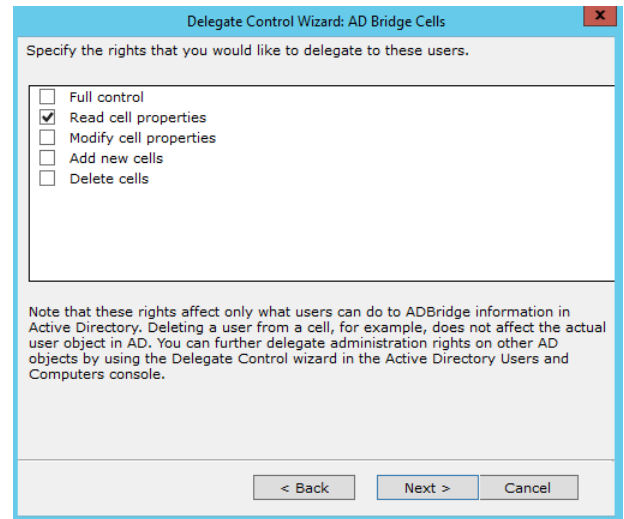 Delegate Control Wizard: AD Bridge Cells
x
Specify the rights that you would like to delegate to these users.
Full control
Read cell properties
Modify cell properties
Add new cells
Delete cells
Note that these rights affect only what users can do to ADBridge information in
Active Directory. Deleting a user from a cell, for example, does not affect the actual
user object in AD. You can further delegate administration rights on other AD
objects by using the Delegate Control wizard in the Active Directory Users and
Computers console.
< Back Next > Cancel